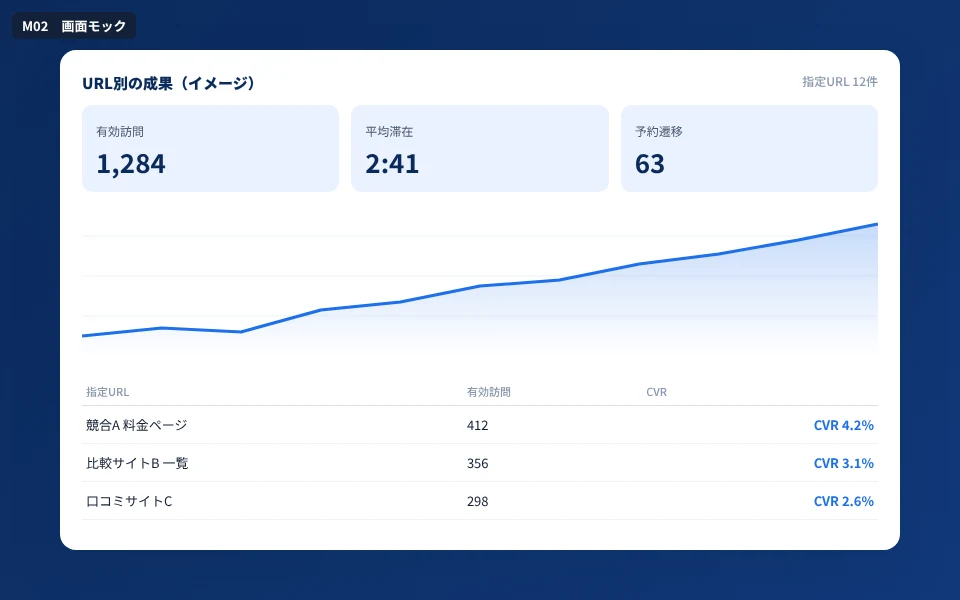 M02 画面モック
URL別の成果（イメージ）
指定URL 12件
有効訪問
1,284
平均滞在
2:41
予約遷移
63
指定URL 有効訪問 CVR
競合A 料金ページ 412 CVR 4.2%
比較サイトB 一覧 356 CVR 3.1%
口コミサイトC 298 CVR 2.6%